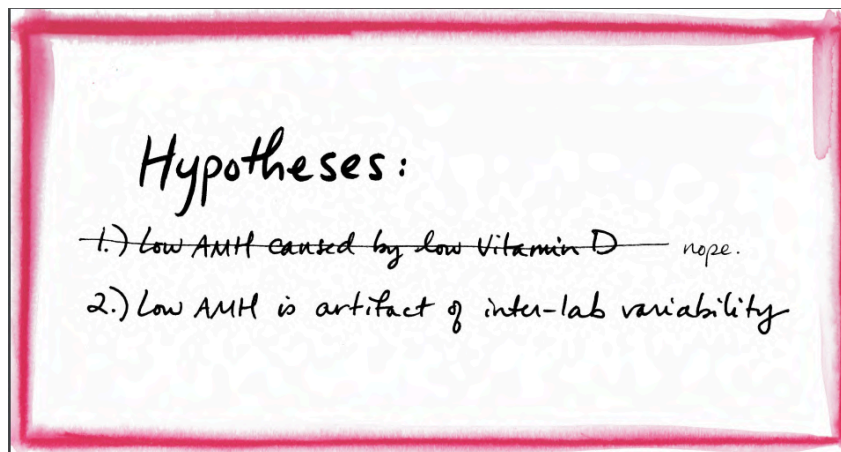 Hypotheses:
1.) Low AMH caused by low Vitamin D nope.
2.) Low AMH is artifact of inter-lab variability